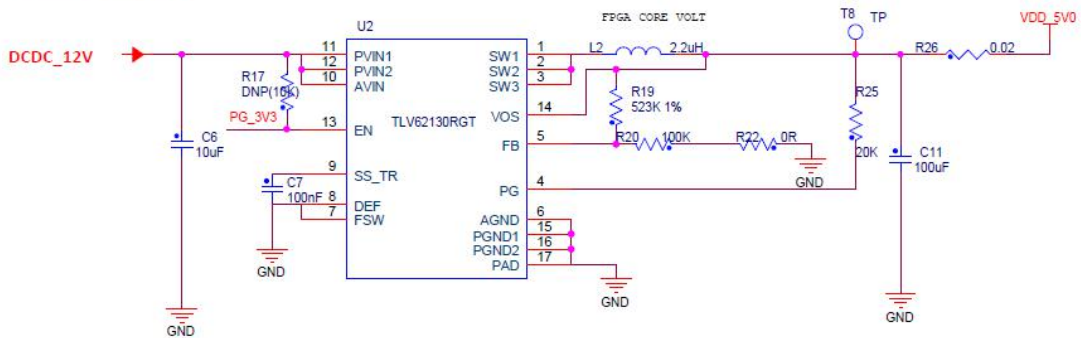 FPGA CORE VOLT
T8 TP
VDD_5V0
U2
DCDC_12V
11 PVIN1
12 PVIN2
10 AVIN
SW1 1
SW2 2
SW3 3
L2 2.2uH
R26 0.02
R17
DNP(10K)
R19
523K 1%
R25
20K
VOS 14
PG_3V3
13 EN
TLV62130RGT
FB 5
R20 100K
R22 0R
GND
C6
10uF
C11
100uF
9 SS_TR
C7
100nF
PG 4
8 DEF
7 FSW
AGND 6
PGND1 15
PGND2 16
PAD 17
GND
GND
GND
GND